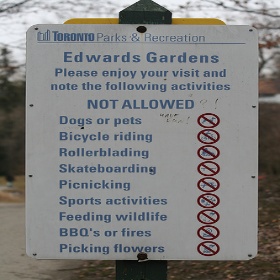 TORONTO Parks & Recreation
Edwards Gardens
Please enjoy your visit and
note the following activities
NOT ALLOWED
Dogs or pets
Bicycle riding
Rollerblading
Skateboarding
Picnicking
Sports activities
Feeding wildlife
BBQ's or fires
Picking flowers